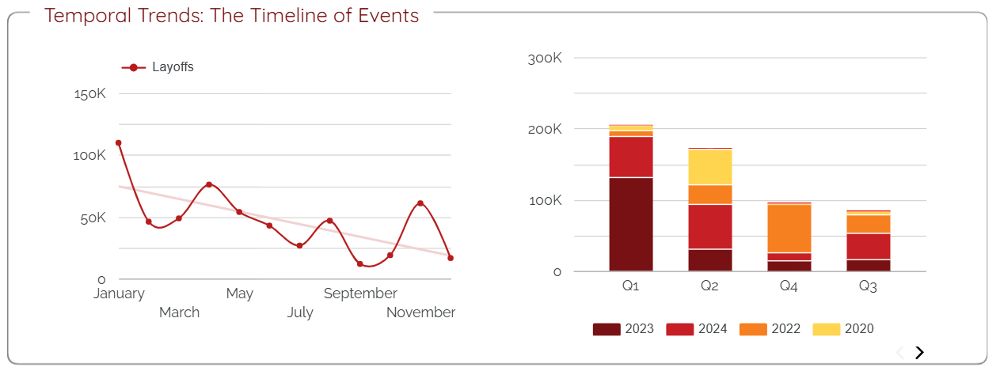 Temporal Trends: The Timeline of Events
Layoffs
150K
100K
50K
0
January
March
May
July
September
November
300K
200K
100K
0
Q1
Q2
Q4
Q3
2023
2024
2022
2020